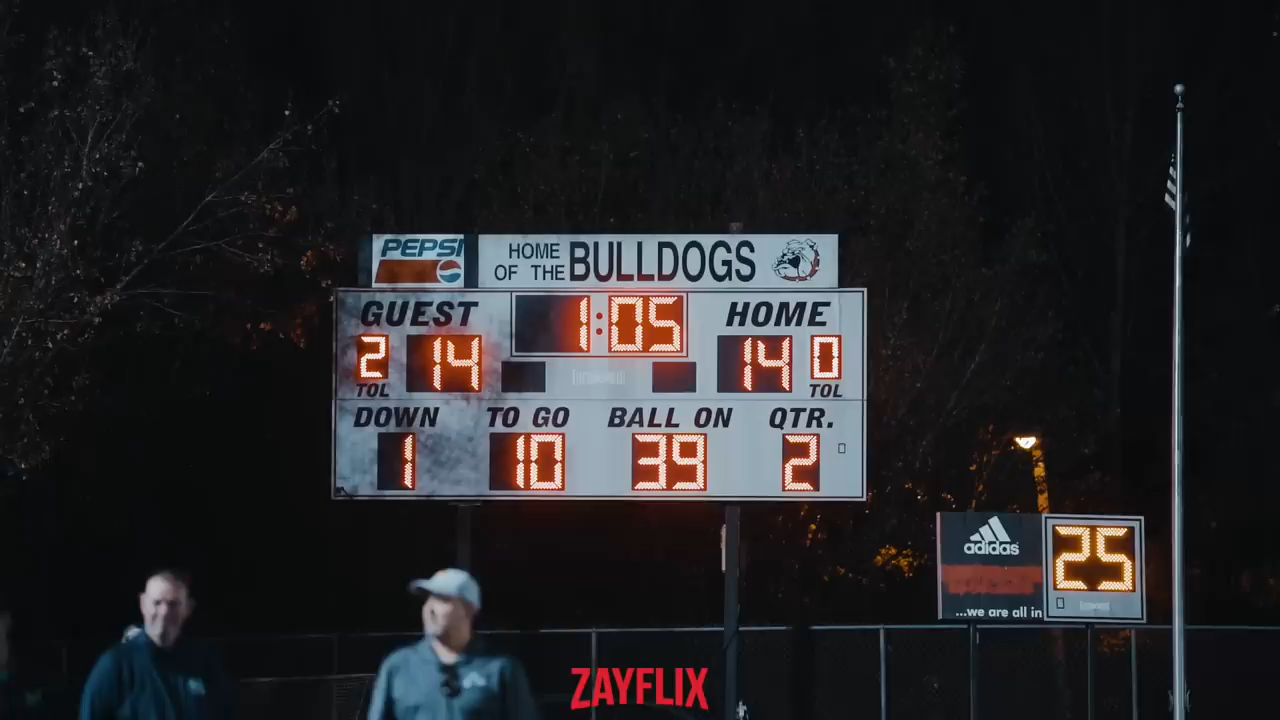 PEPSI
HOME OF THE BULLDOGS
GUEST
1:05
HOME
2
14
14
0
TOL
TOL
DOWN
TO GO
BALL ON
QTR.
1
10
39
2
adidas
25
...we are all in
ZAYFLIX